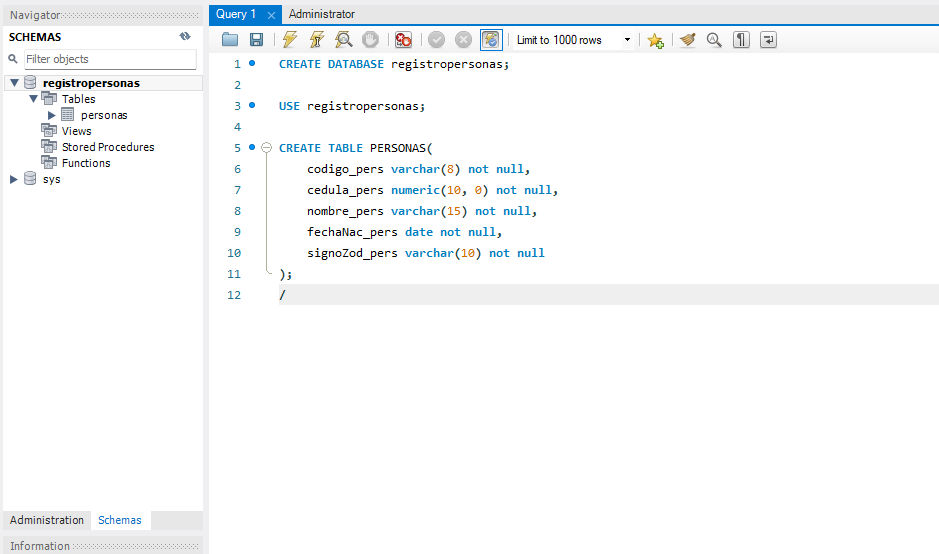 Navigator
SCHEMAS
Filter objects
registropersonas
Tables
personas
Views
Stored Procedures
Functions
sys
Administration Schemas
Information
Query 1 Administrator
Limit to 1000 rows
1 CREATE DATABASE registropersonas;
2
3 USE registropersonas;
4
5 CREATE TABLE PERSONAS(
6 codigo_pers varchar(8) not null,
7 cedula_pers numeric(10, 0) not null,
8 nombre_pers varchar(15) not null,
9 fechaNac_pers date not null,
10 signoZod_pers varchar(10) not null
11 );
12 /